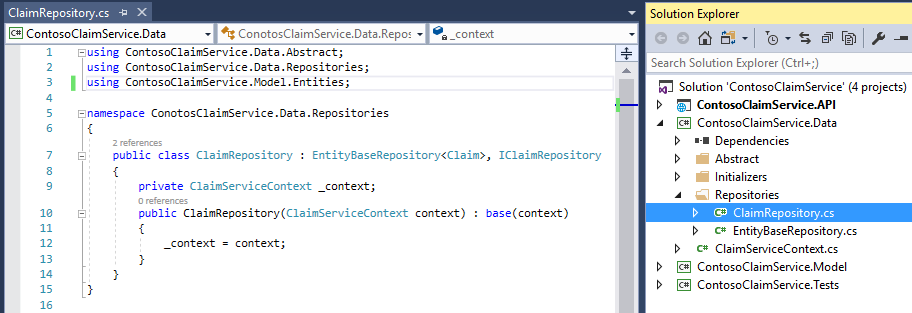 ClaimRepository.cs
ContosoClaimService.Data
ConotosClaimService.Data.Repos
_context
1 using ContosoClaimService.Data.Abstract;
2 using ContosoClaimService.Data.Repositories;
3 using ContosoClaimService.Model.Entities;
4
5 namespace ConotosClaimService.Data.Repositories
6 {
2 references
7 public class ClaimRepository : EntityBaseRepository<Claim>, IClaimRepository
8 {
9 private ClaimServiceContext _context;
0 references
10 public ClaimRepository(ClaimServiceContext context) : base(context)
11 {
12 _context = context;
13 }
14 }
15 }
16
Solution Explorer
Search Solution Explorer (Ctrl+;)
Solution 'ContosoClaimService' (4 projects)
ContosoClaimService.API
C# ContosoClaimService.Data
Dependencies
Abstract
Initializers
Repositories
C# ClaimRepository.cs
C# EntityBaseRepository.cs
C# ClaimServiceContext.cs
C# ContosoClaimService.Model
C# ContosoClaimService.Tests